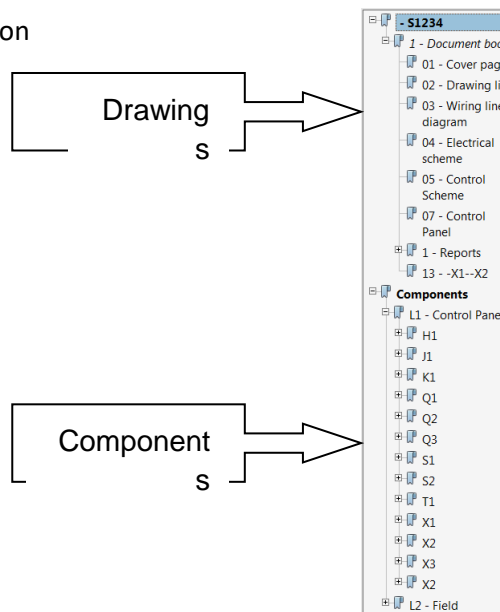 on
Drawing
s
Component
s
- S1234
1 - Document boo
01 - Cover pag
02 - Drawing li
03 - Wiring line
diagram
04 - Electrical
scheme
05 - Control
Scheme
07 - Control
Panel
1 - Reports
13 - -X1--X2
Components
L1 - Control Pane
H1
J1
K1
Q1
Q2
Q3
S1
S2
T1
X1
X2
X3
X2
L2 - Field